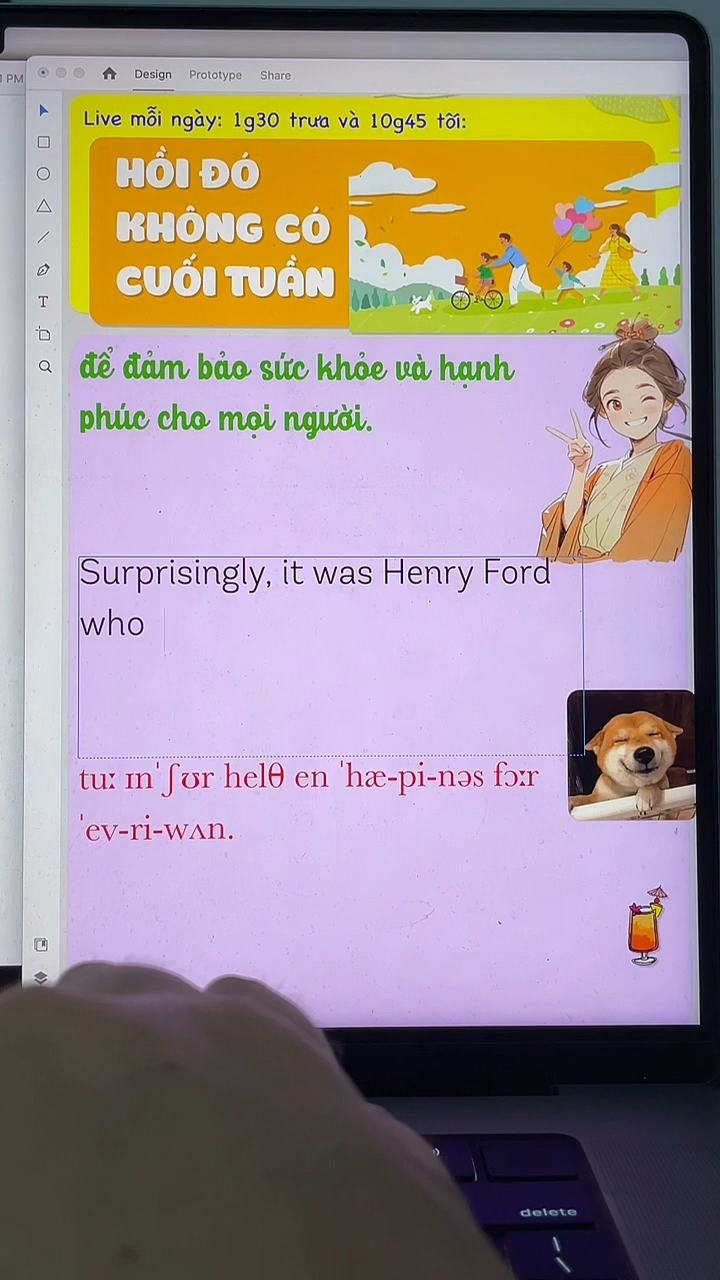 1 PM
Design Prototype Share
Live mỗi ngày: 1g30 trưa và 10g45 tối:
HỒI ĐÓ
KHÔNG CÓ
CUỐI TUẦN
để đảm bảo sức khỏe và hạnh
phúc cho mọi người.
Surprisingly, it was Henry Ford
who
tuː ɪnˈʃʊr helθ en ˈhæ-pi-nəs fɔːr
ˈev-ri-wʌn.
T
delete